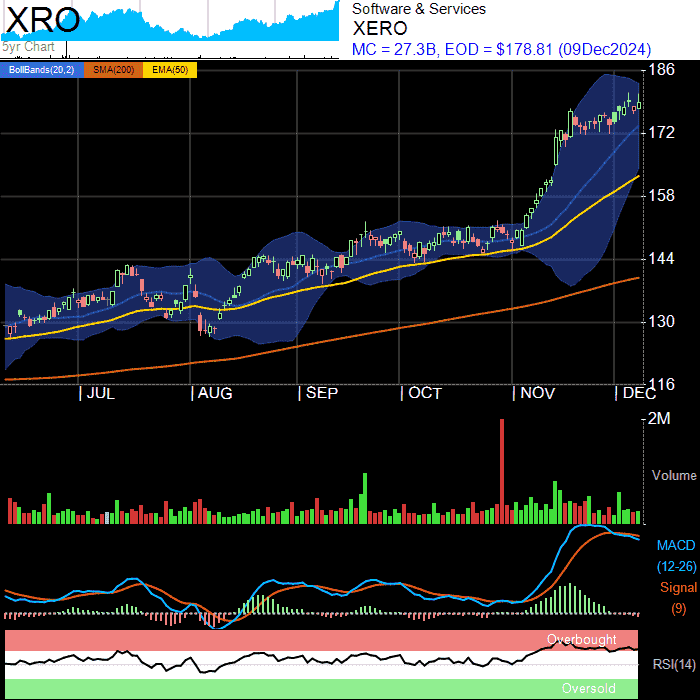 XRO
5yr Chart
Software & Services
XERO
MC = 27.3B, EOD = $178.81 (09Dec2024)
BollBands(20,2) SMA(200) EMA(50)
186
172
158
144
130
116
JUL AUG SEP OCT NOV DEC
2M
Volume
MACD
(12-26)
Signal
(9)
Overbought
RSI(14)
Oversold